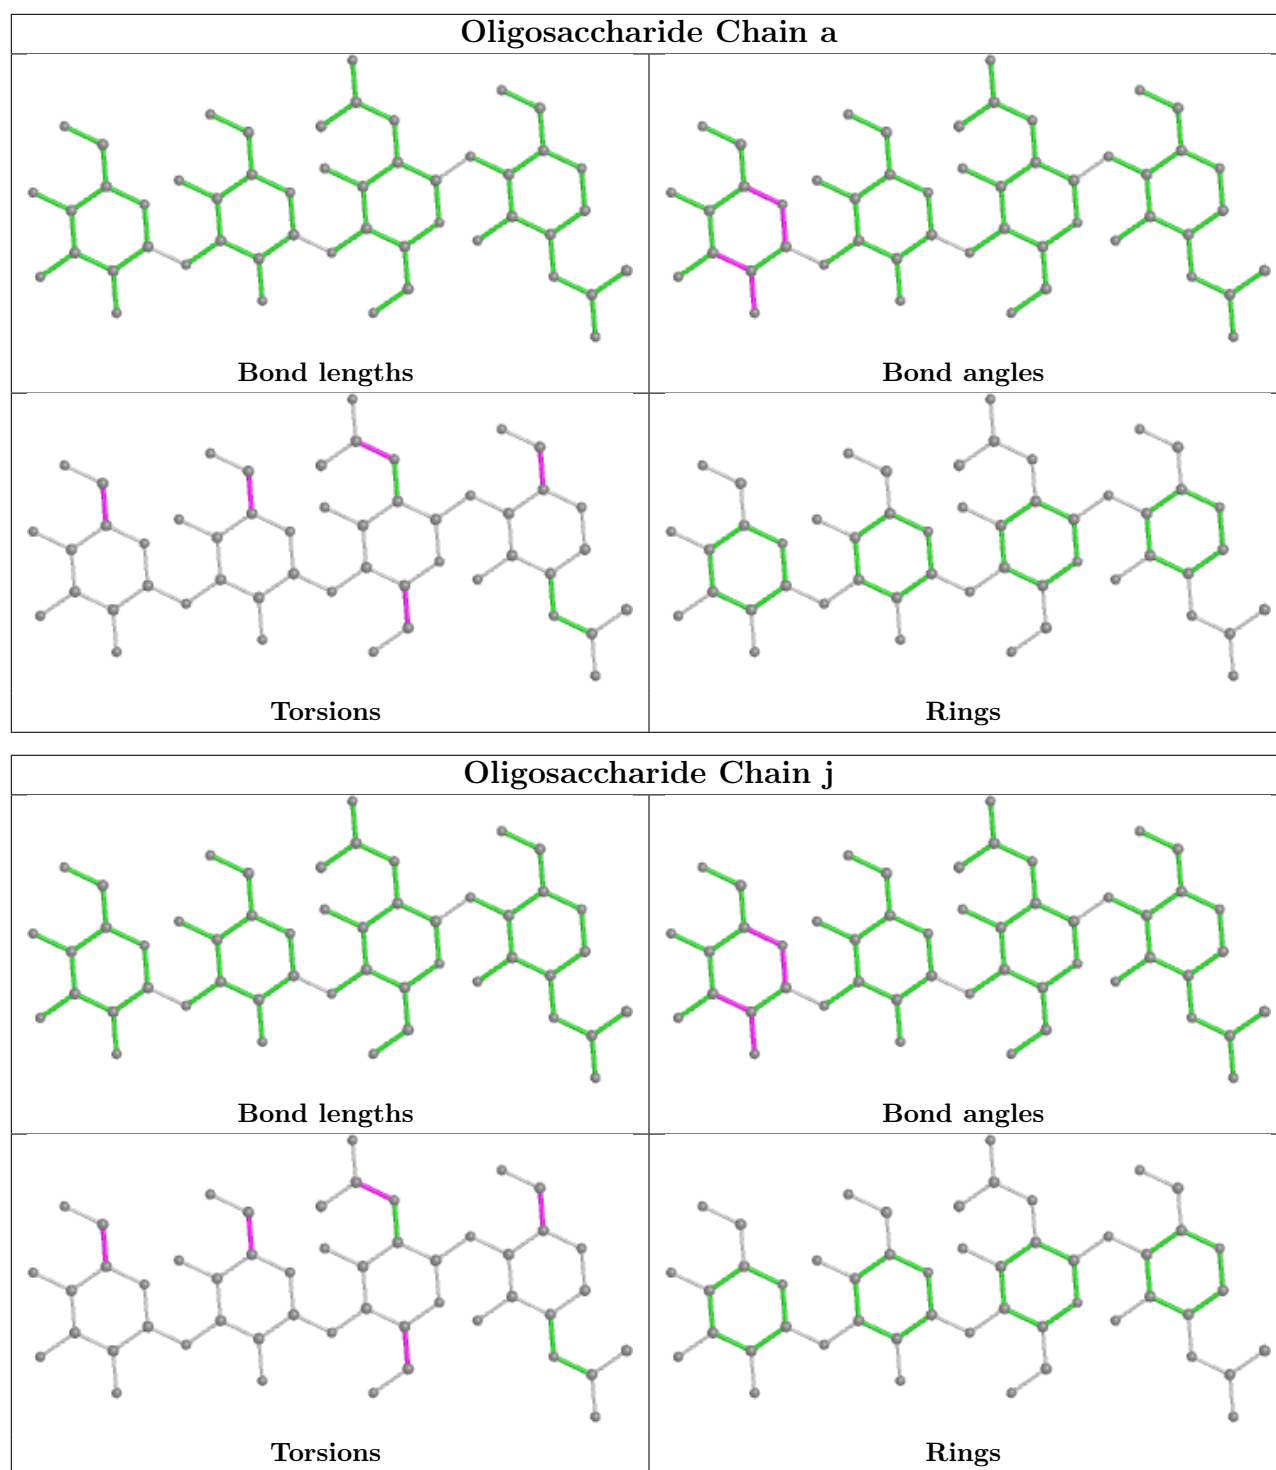 Oligosaccharide Chain a
Bond lengths
Bond angles
Torsions
Rings
Oligosaccharide Chain j
Bond lengths
Bond angles
Torsions
Rings